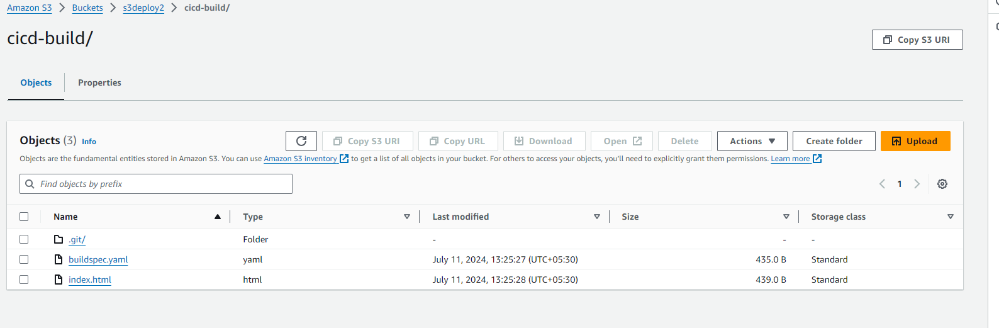 Amazon S3 > Buckets > s3deploy2 > cicd-build/
cicd-build/
Copy S3 URI
Objects Properties
Objects (3) Info
Copy S3 URI Copy URL Download Open Delete Actions Create folder Upload
Objects are the fundamental entities stored in Amazon S3. You can use Amazon S3 inventory to get a list of all objects in your bucket. For others to access your objects, you’ll need to explicitly grant them permissions. Learn more
Find objects by prefix
1
Name Type Last modified Size Storage class
.git/ Folder - - -
buildspec.yaml yaml July 11, 2024, 13:25:27 (UTC+05:30) 435.0 B Standard
index.html html July 11, 2024, 13:25:28 (UTC+05:30) 439.0 B Standard